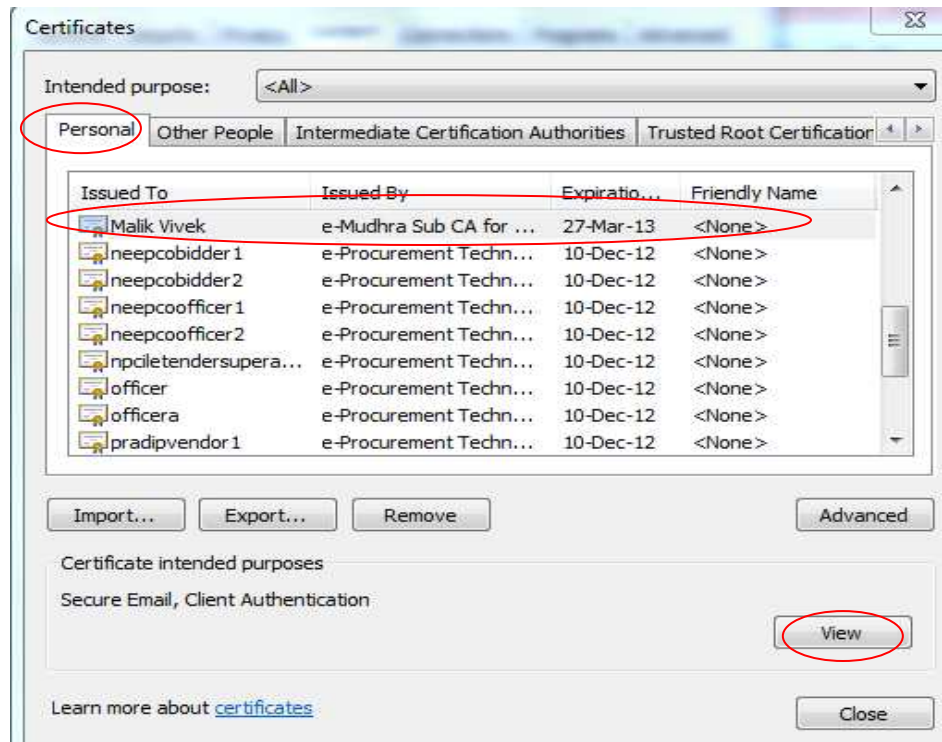 Certificates
Intended purpose: <All>
Personal Other People Intermediate Certification Authorities Trusted Root Certification
Issued To Issued By Expiratio... Friendly Name
Malik Vivek e-Mudhra Sub CA for ... 27-Mar-13 <None>
neepcobidder1 e-Procurement Techn... 10-Dec-12 <None>
neepcobidder2 e-Procurement Techn... 10-Dec-12 <None>
neepcoofficer1 e-Procurement Techn... 10-Dec-12 <None>
neepcoofficer2 e-Procurement Techn... 10-Dec-12 <None>
npciletendersupera... e-Procurement Techn... 10-Dec-12 <None>
officer e-Procurement Techn... 10-Dec-12 <None>
officera e-Procurement Techn... 10-Dec-12 <None>
pradipvendor1 e-Procurement Techn... 10-Dec-12 <None>
Import... Export... Remove Advanced
Certificate intended purposes
Secure Email, Client Authentication
View
Learn more about certificates
Close